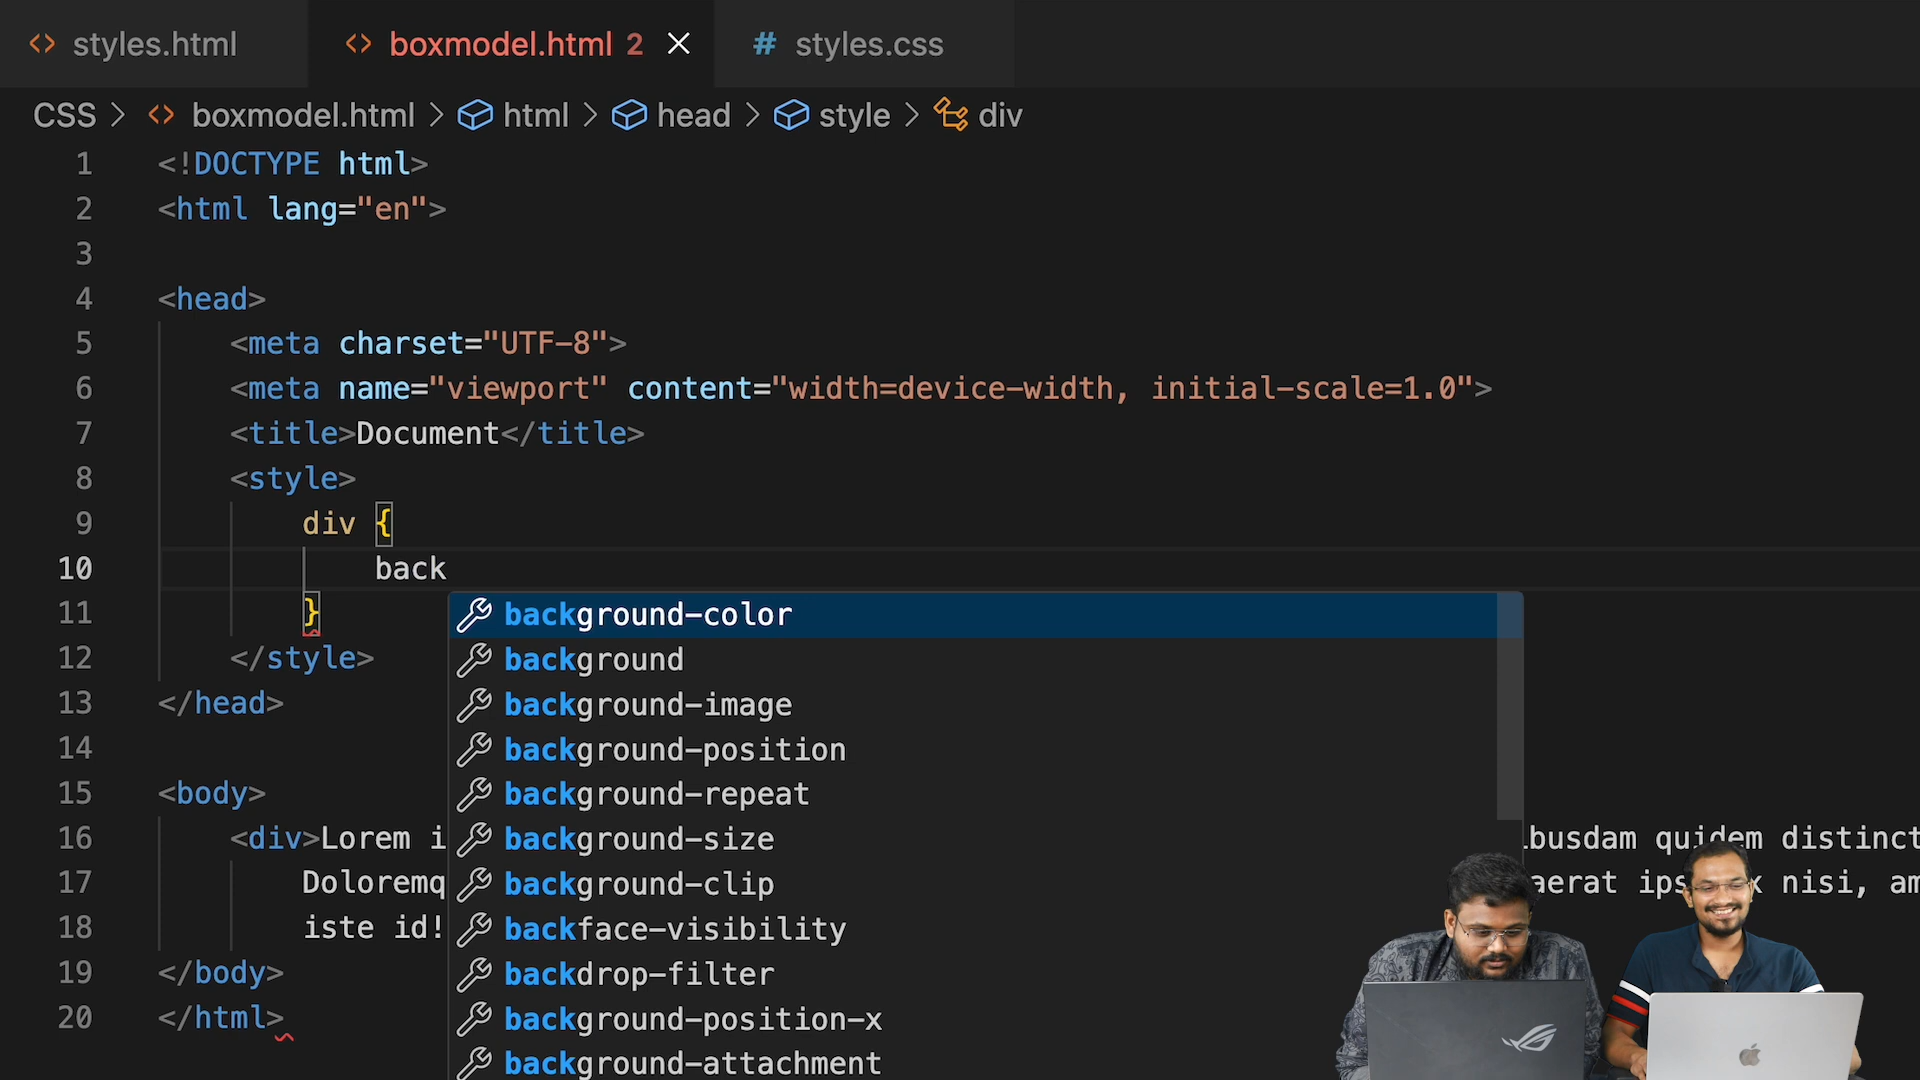 styles.html
boxmodel.html 2
# styles.css
CSS > boxmodel.html > html > head > style > div
1 <!DOCTYPE html>
2 <html lang="en">
3
4 <head>
5 <meta charset="UTF-8">
6 <meta name="viewport" content="width=device-width, initial-scale=1.0">
7 <title>Document</title>
8 <style>
9 div {
10 back
11 }
background-color
12 </style>
background
13 </head>
background-image
14
background-position
15 <body>
background-repeat
16 <div>Lorem i
background-size
busdam quidem distinct
17 Doloremq
background-clip
aerat ips x nisi, am
18 iste id!
backface-visibility
19 </body>
backdrop-filter
20 </html>
background-position-x
background-attachment